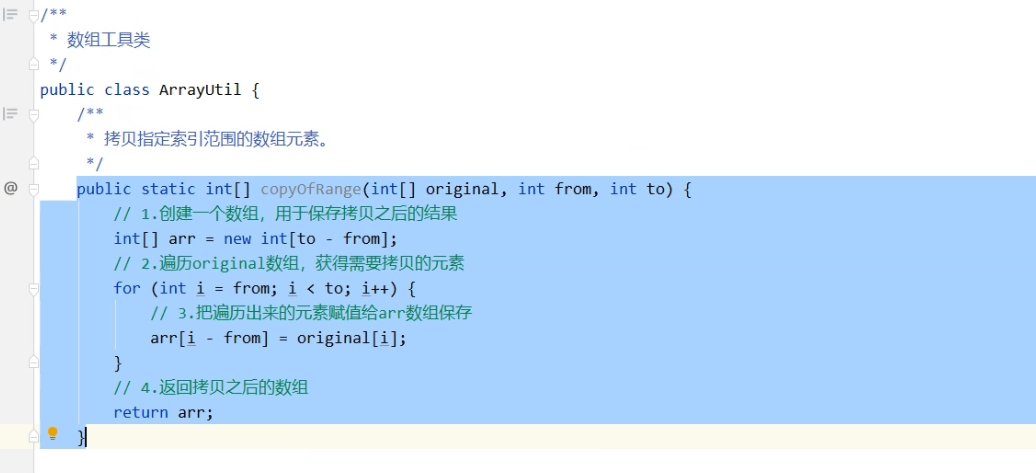 /**
 * 数组工具类
 */
public class ArrayUtil {
    /**
     * 拷贝指定索引范围的数组元素。
     */
@    public static int[] copyOfRange(int[] original, int from, int to) {
        // 1.创建一个数组，用于保存拷贝之后的结果
        int[] arr = new int[to - from];
        // 2.遍历original数组，获得需要拷贝的元素
        for (int i = from; i < to; i++) {
            // 3.把遍历出来的元素赋值给arr数组保存
            arr[i - from] = original[i];
        }
        // 4.返回拷贝之后的数组
        return arr;
    }